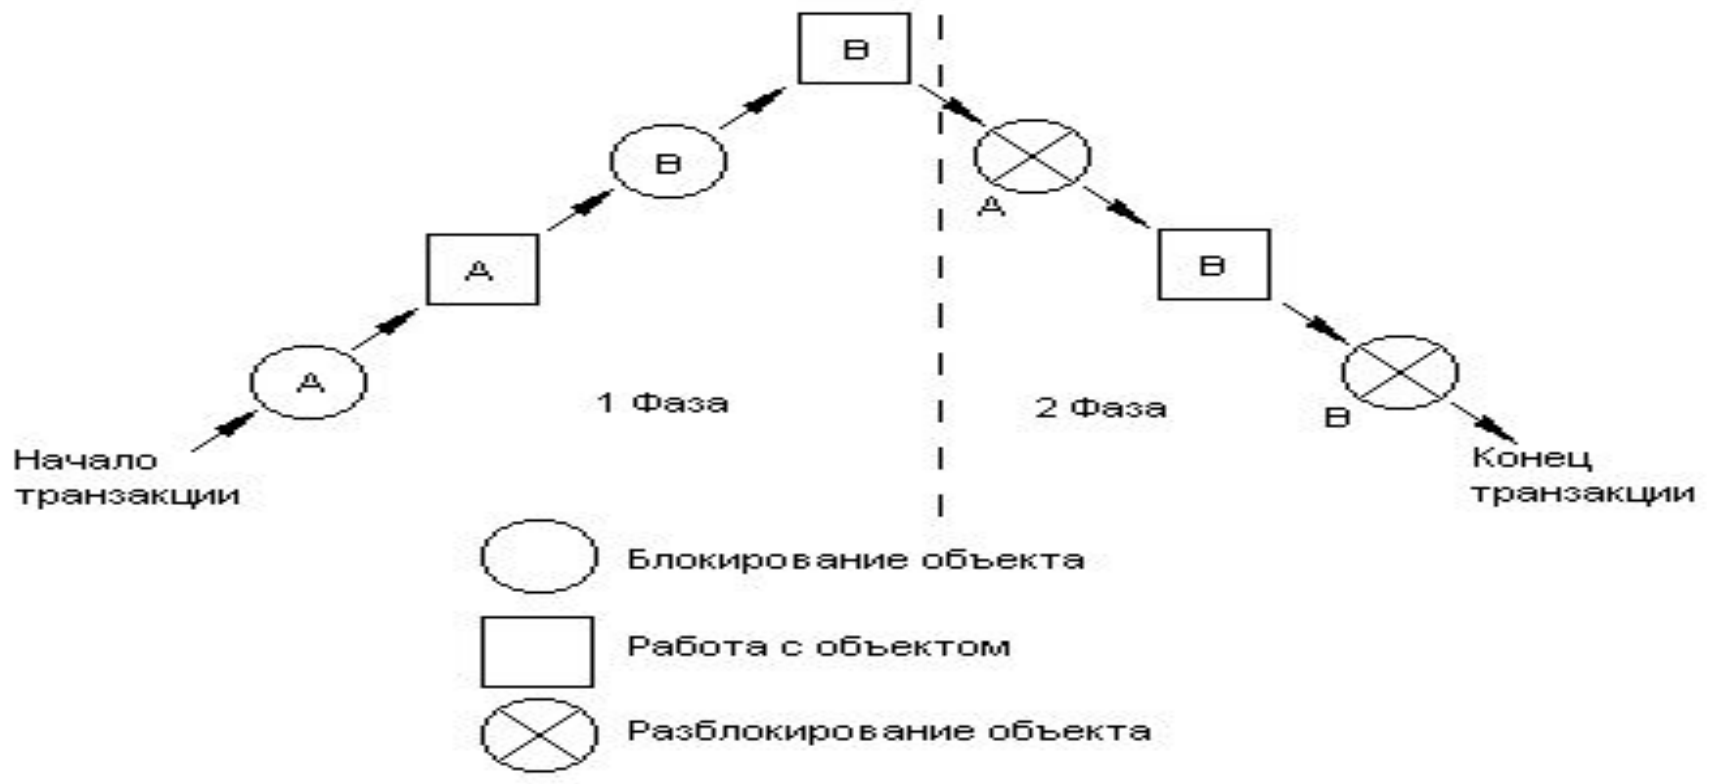 В
В
А
А
В
А
1 Фаза
2 Фаза
В
Начало
транзакции
Конец
транзакции
Блокирование объекта
Работа с объектом
Разблокирование объекта